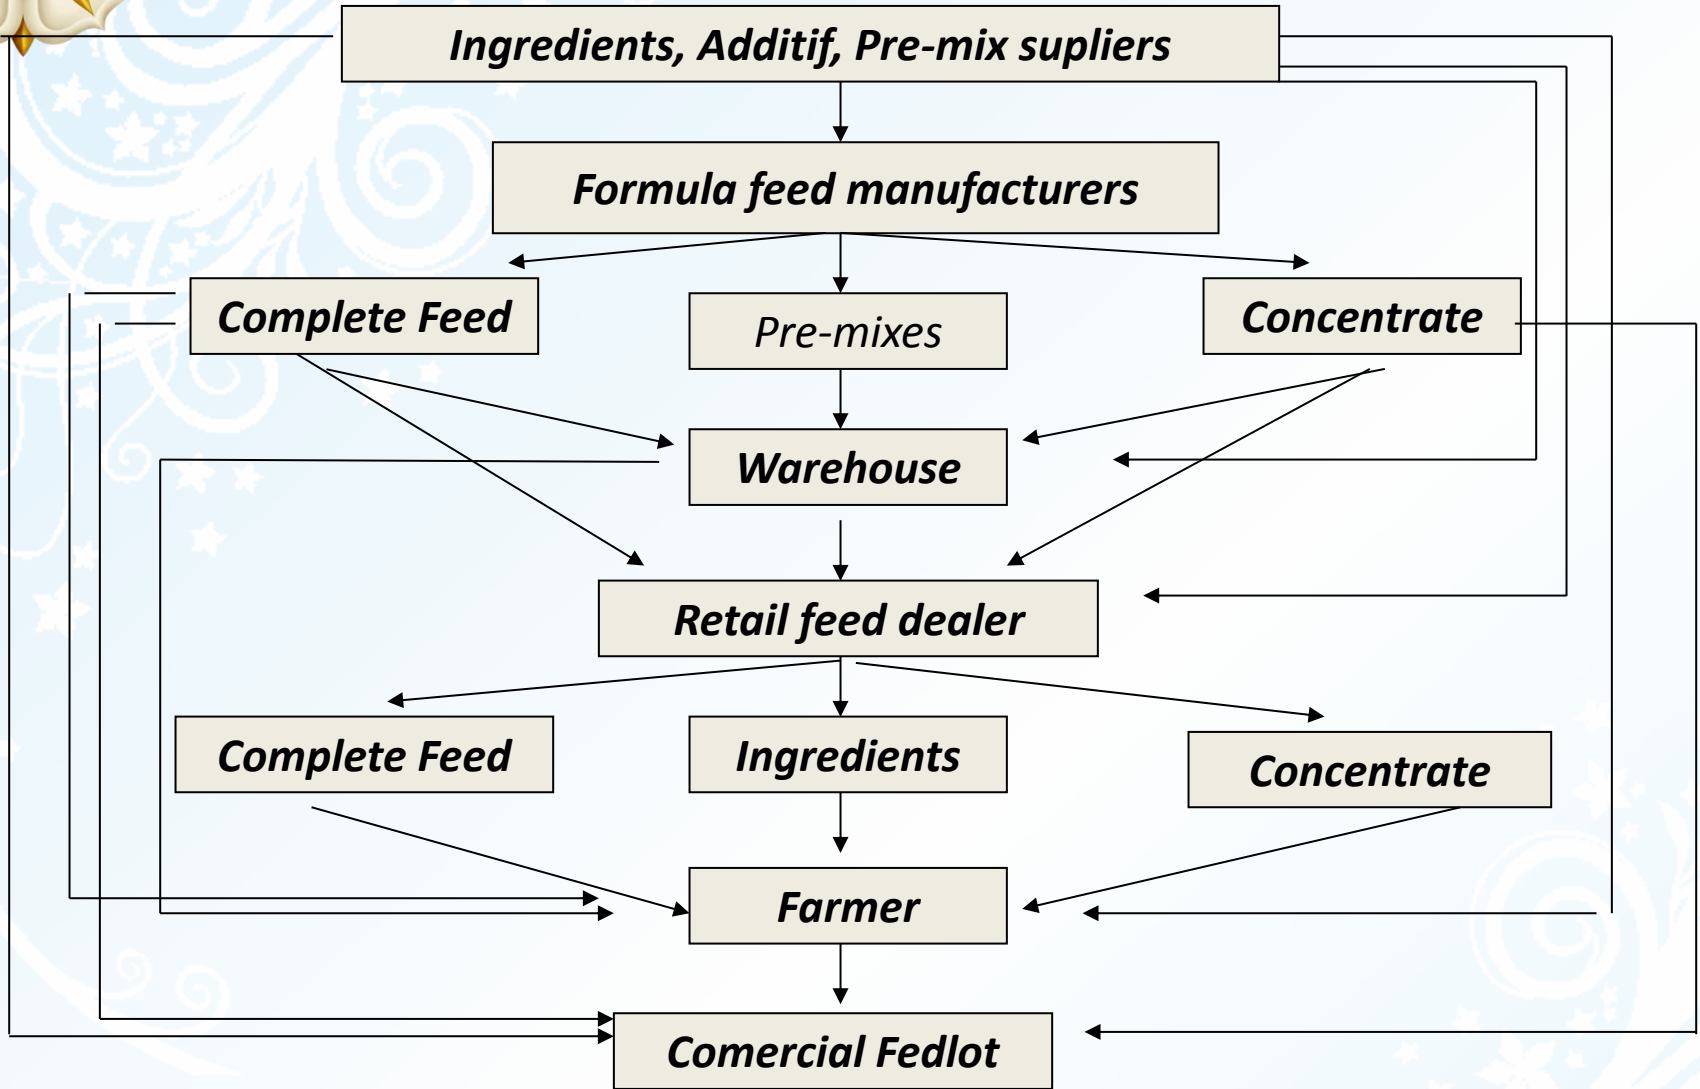 Ingredients, Additif, Pre-mix supliers
Formula feed manufacturers
Complete Feed
Pre-mixes
Concentrate
Warehouse
Retail feed dealer
Complete Feed
Ingredients
Concentrate
Farmer
Comercial Fedlot